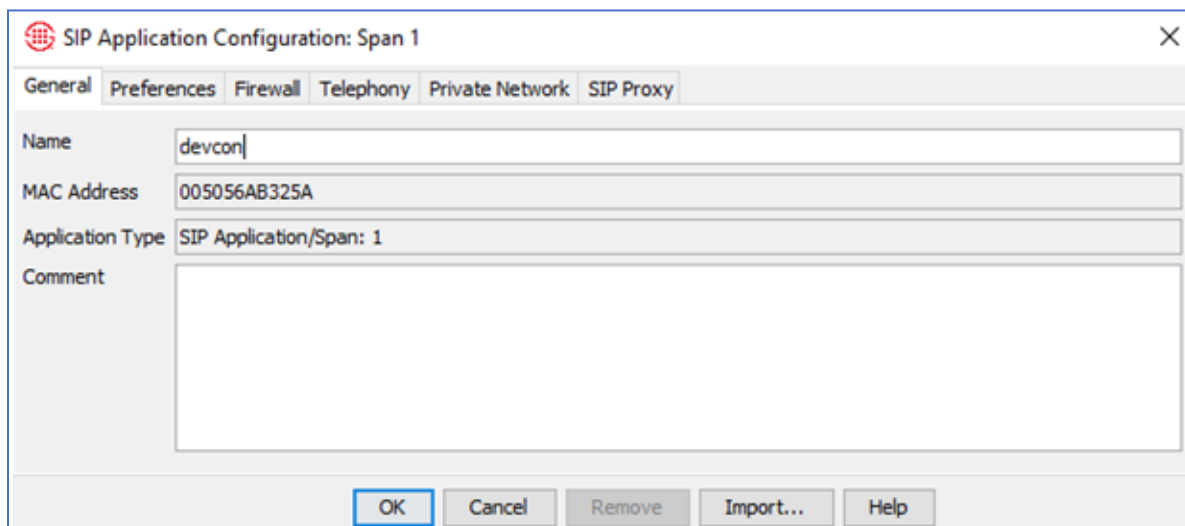 SIP Application Configuration: Span 1
General Preferences Firewall Telephony Private Network SIP Proxy
Name devcon
MAC Address 005056AB325A
Application Type SIP Application/Span: 1
Comment
OK Cancel Remove Import... Help